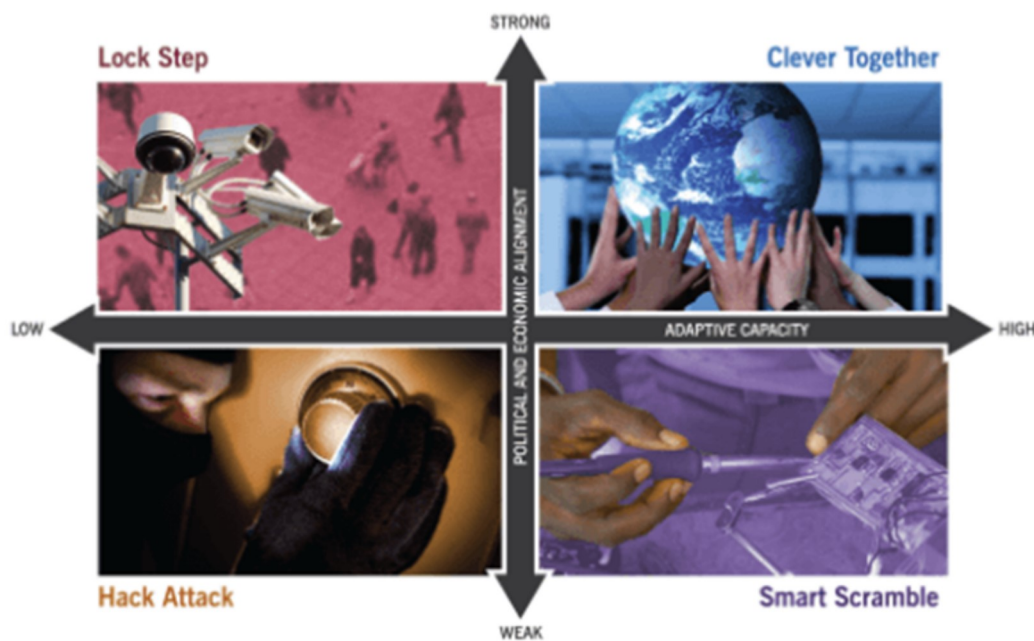 STRONG
Lock Step
Clever Together
LOW
POLITICAL AND ECONOMIC ALIGNMENT
ADAPTIVE CAPACITY
HIGH
Hack Attack
Smart Scramble
WEAK